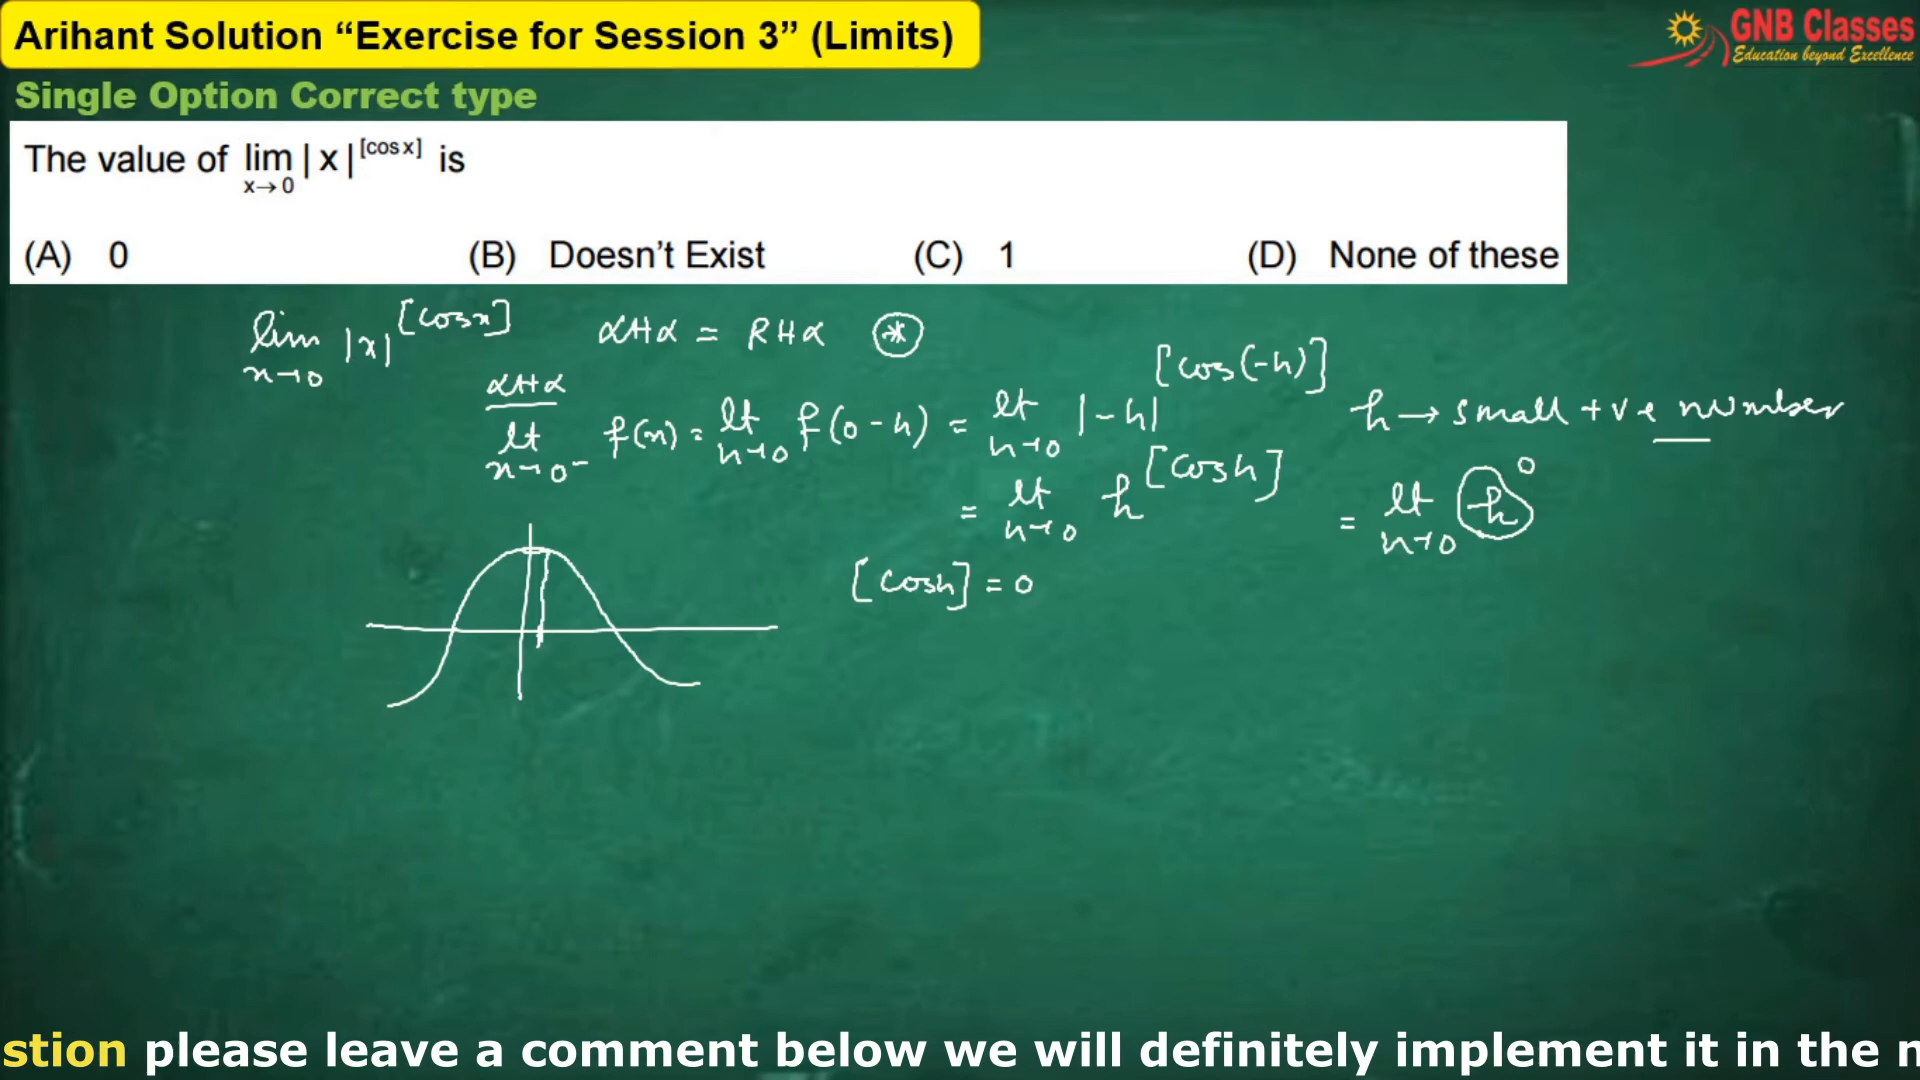 Arihant Solution “Exercise for Session 3” (Limits)
GNB Classes
Education beyond Excellence
Single Option Correct type
The value of lim x→0 |x|^[cos x] is
(A) 0 (B) Doesn’t Exist (C) 1 (D) None of these
lim x→0 |x|^[cosx] LHL = RHL *
LHL
lt x→0⁻ f(x) = lt h→0 f(0-h) = lt h→0 |-h|^[cos(-h)] h → small +ve number
= lt h→0 h^[cosh] = lt h→0 h^0
[cosh] = 0
stion please leave a comment below we will definitely implement it in the